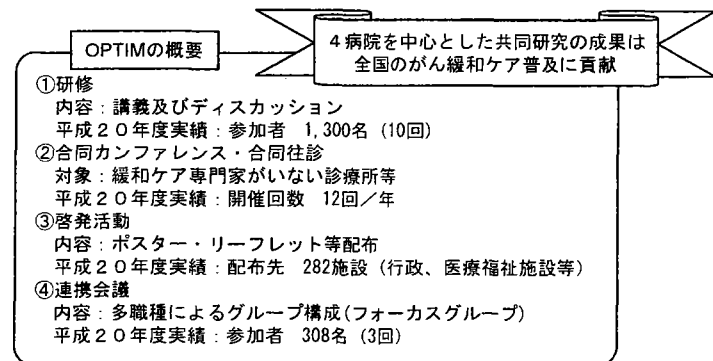 OPTIMの概要
４病院を中心とした共同研究の成果は
全国のがん緩和ケア普及に貢献
①研修
内容：講義及びディスカッション
平成２０年度実績：参加者　1,300名（10回）
②合同カンファレンス・合同往診
対象：緩和ケア専門家がいない診療所等
平成２０年度実績：開催回数　12回／年
③啓発活動
内容：ポスター・リーフレット等配布
平成２０年度実績：配布先　282施設（行政、医療福祉施設等）
④連携会議
内容：多職種によるグループ構成（フォーカスグループ）
平成２０年度実績：参加者　308名（3回）